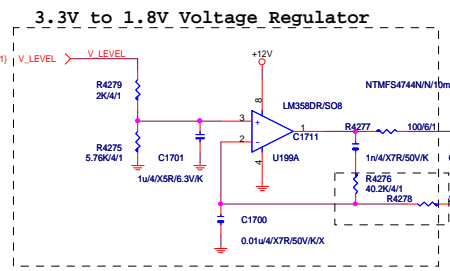 3.3V to 1.8V Voltage Regulator
1)
V_LEVEL
V_LEVEL
+12V
R4279
2K/4/1
LM358DR/SO8
NTMFS4744N/N/10m
8
3
+
1
C1711
R4277
100/6/1
2
−
R4275
5.76K/4/1
C1701
4
U199A
1n/4/X7R/50V/K
1u/4/X5R/6.3V/K
R4276
40.2K/4/1
R4278
C1700
0.01u/4/X7R/50V/K/X